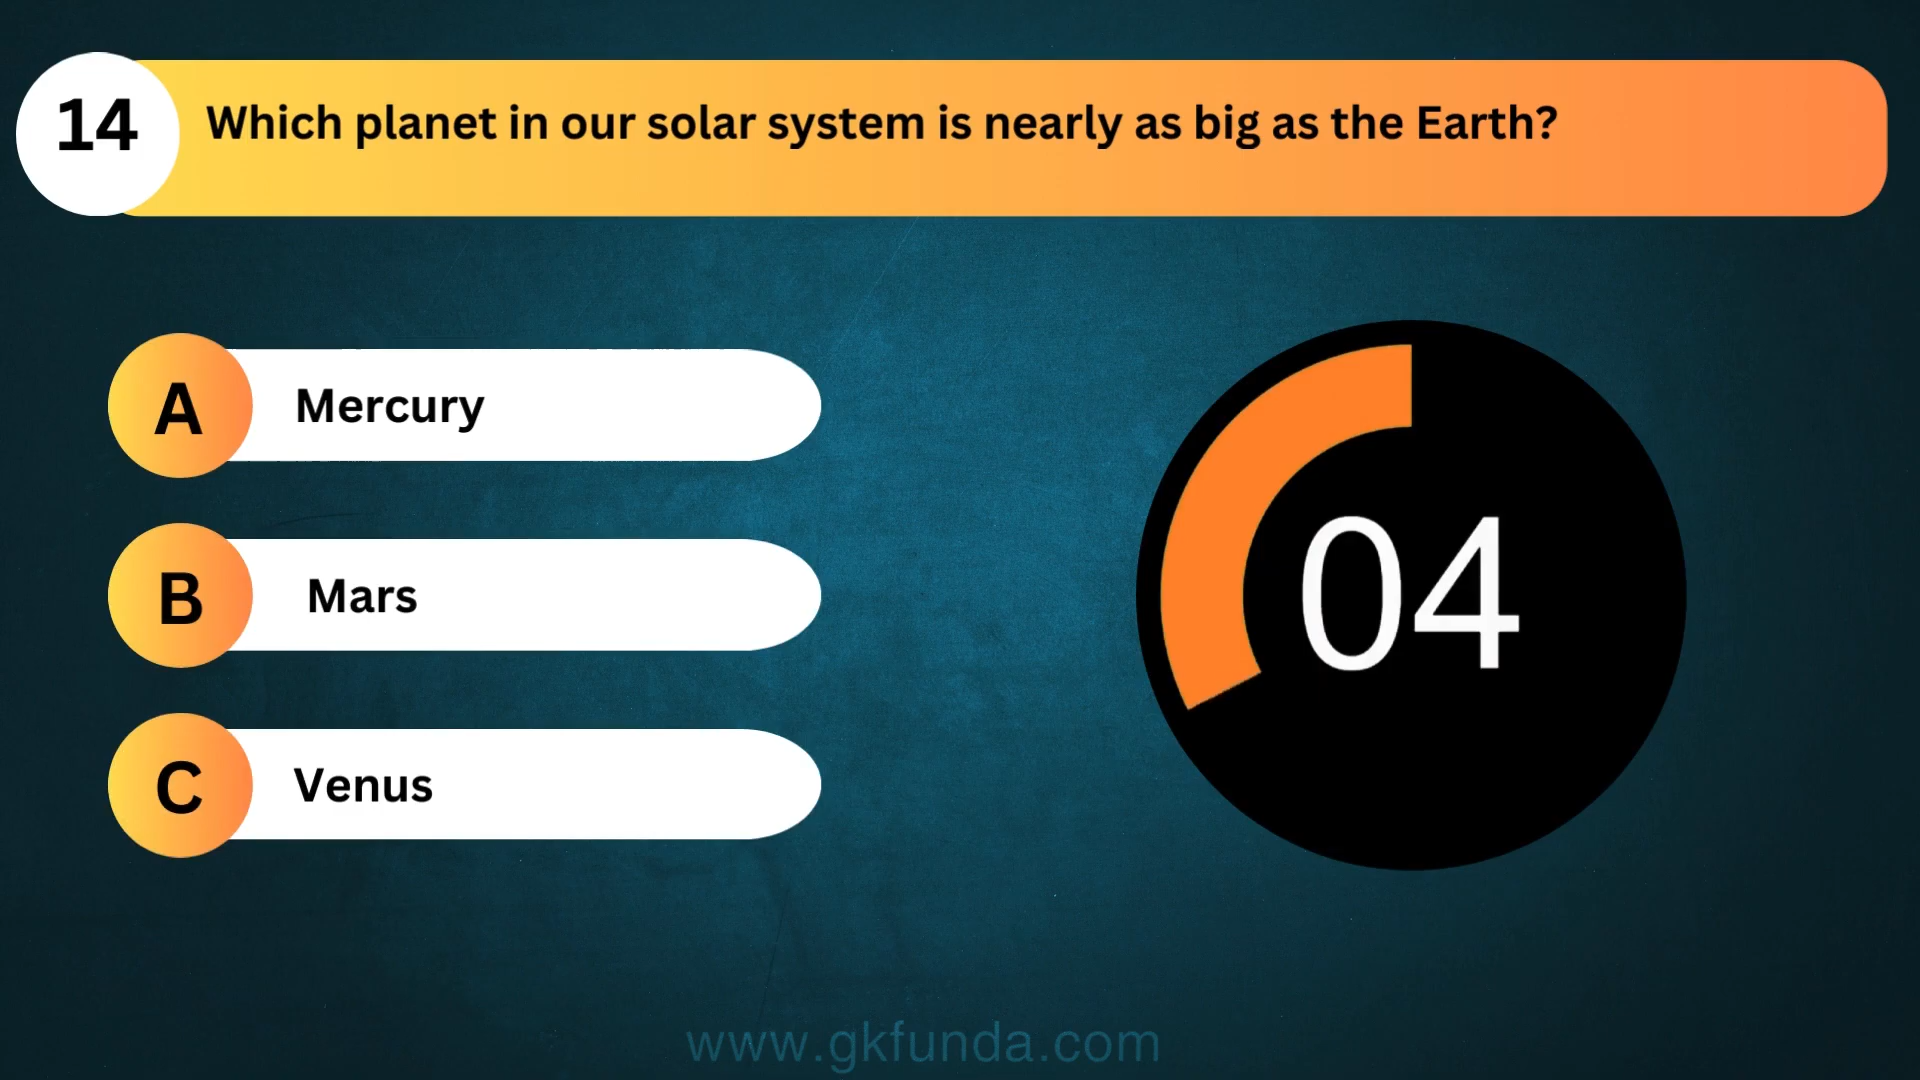 14
Which planet in our solar system is nearly as big as the Earth?
A Mercury
B Mars
C Venus
04
www.gkfunda.com